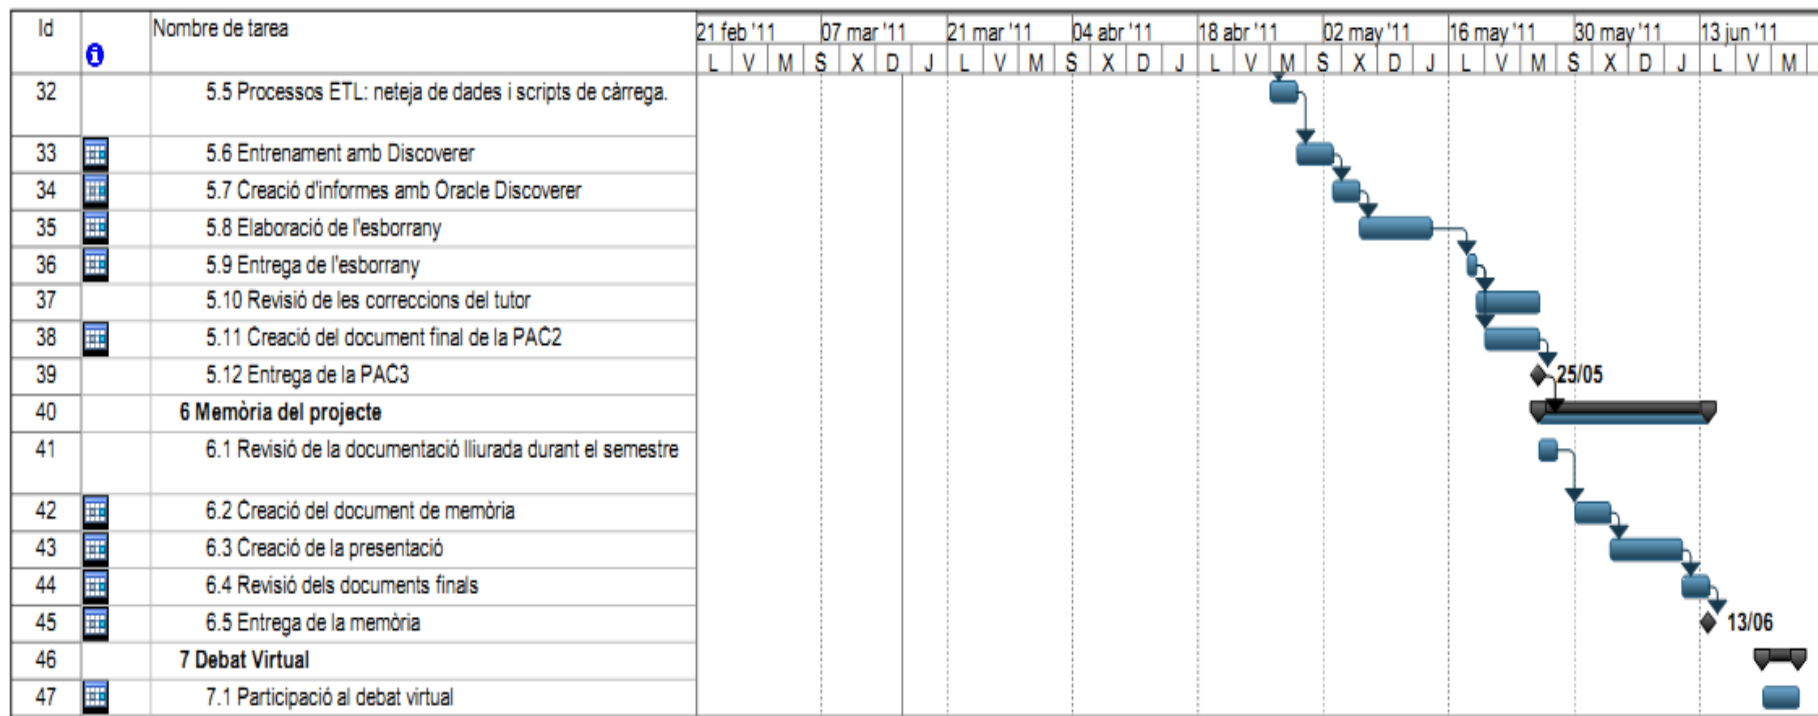 Id Nombre de tarea 21 feb '11 07 mar '11 21 mar '11 04 abr '11 18 abr '11 02 may '11 16 may '11 30 may '11 13 jun '11
L V M S X D J L V M S X D J L V M S X D J L V M S X D J L V M
32 5.5 Processos ETL: neteja de dades i scripts de càrrega.
33 5.6 Entrenament amb Discoverer
34 5.7 Creació d'informes amb Oracle Discoverer
35 5.8 Elaboració de l'esborrany
36 5.9 Entrega de l'esborrany
37 5.10 Revisió de les correccions del tutor
38 5.11 Creació del document final de la PAC2
39 5.12 Entrega de la PAC3 25/05
40 6 Memòria del projecte
41 6.1 Revisió de la documentació lliurada durant el semestre
42 6.2 Creació del document de memòria
43 6.3 Creació de la presentació
44 6.4 Revisió dels documents finals
45 6.5 Entrega de la memòria 13/06
46 7 Debat Virtual
47 7.1 Participació al debat virtual